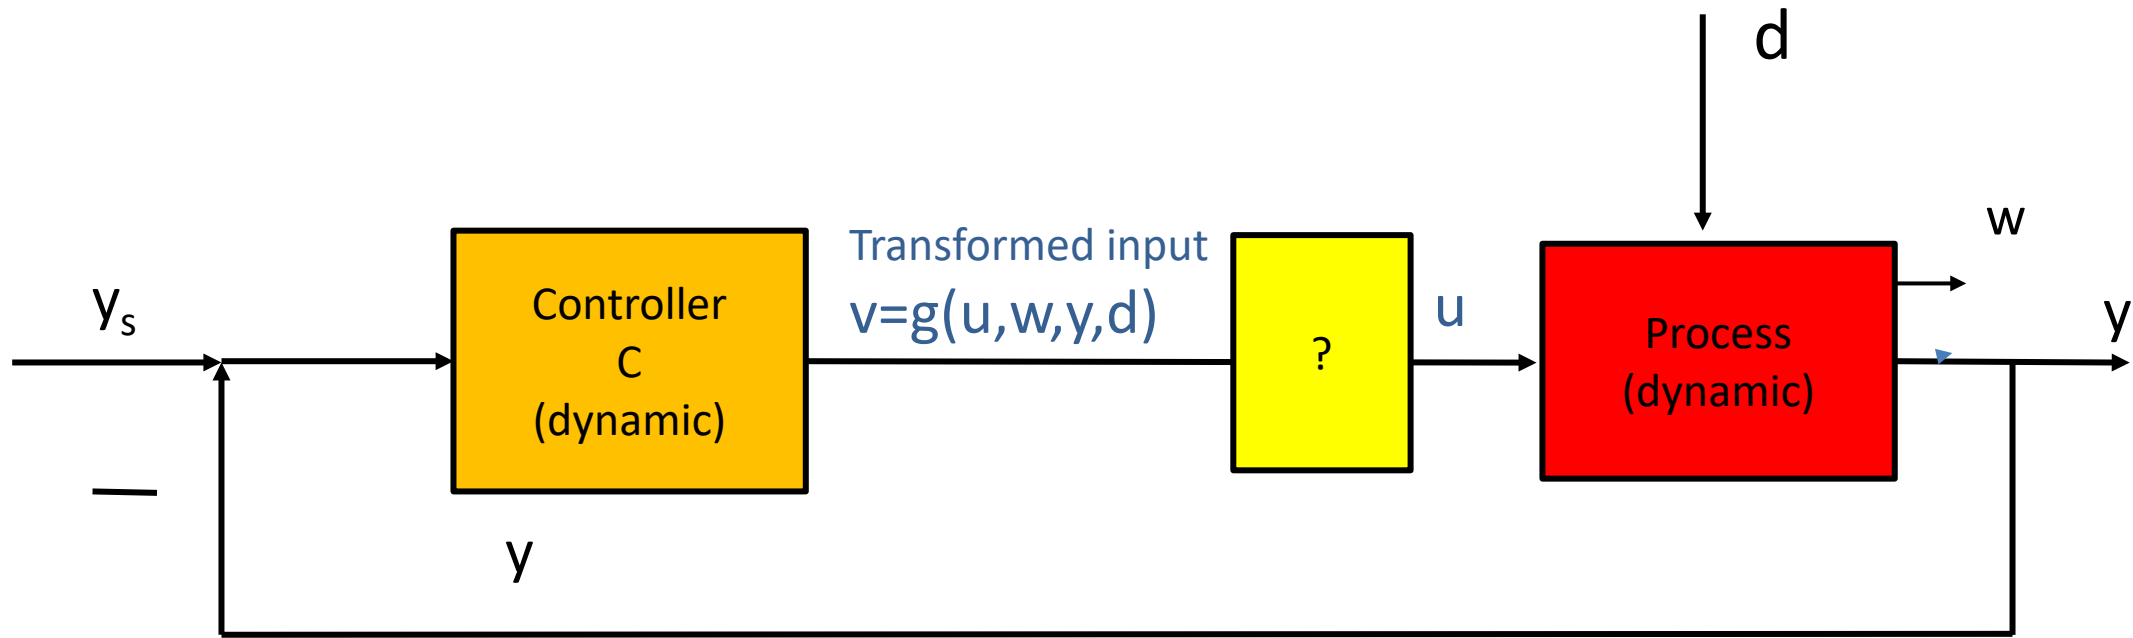 d
w
y
yₛ
Controller
C
(dynamic)
Transformed input
v=g(u,w,y,d)
?
u
Process
(dynamic)
—
y